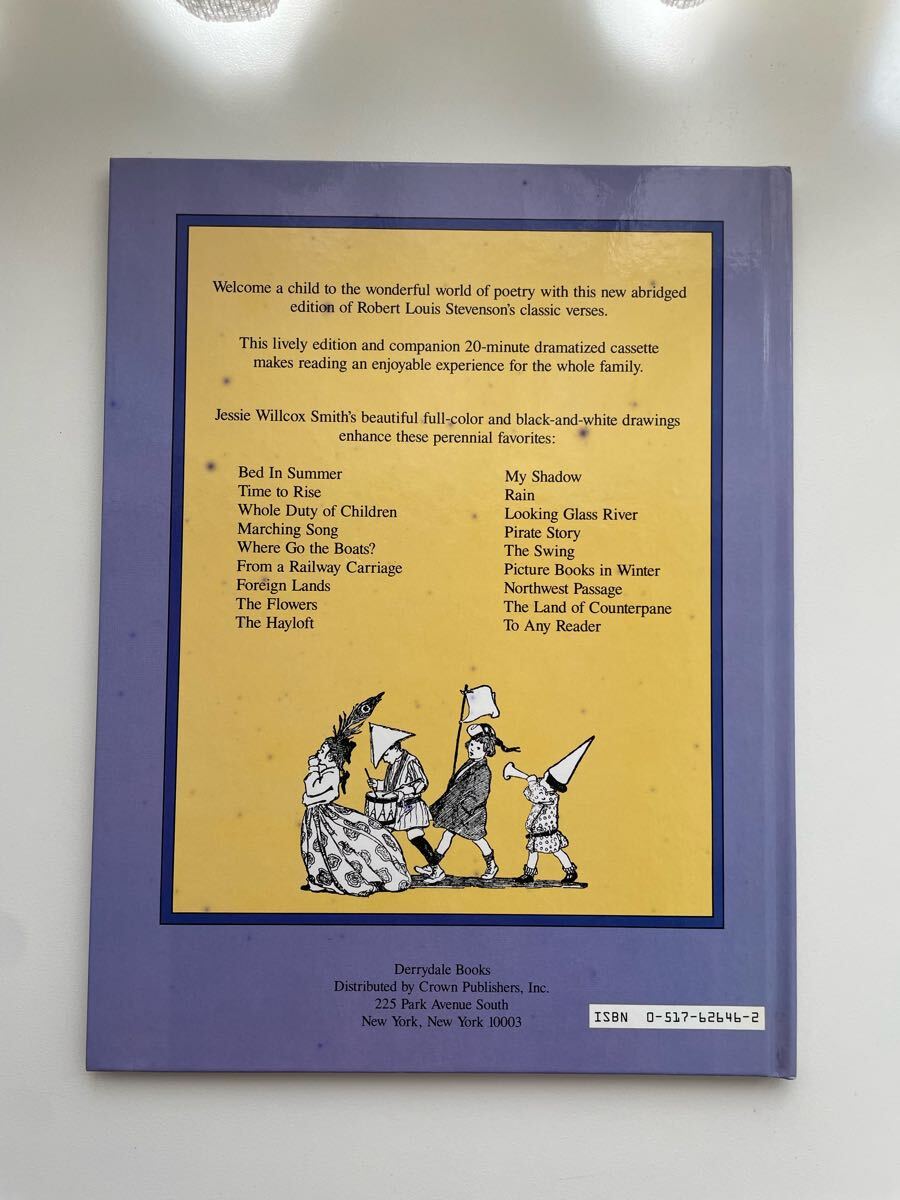 Welcome a child to the wonderful world of poetry with this new abridged
edition of Robert Louis Stevenson's classic verses.
This lively edition and companion 20-minute dramatized cassette
makes reading an enjoyable experience for the whole family.
Jessie Willcox Smith's beautiful full-color and black-and-white drawings
enhance these perennial favorites:
Bed In Summer
Time to Rise
Whole Duty of Children
Marching Song
Where Go the Boats?
From a Railway Carriage
Foreign Lands
The Flowers
The Hayloft
My Shadow
Rain
Looking Glass River
Pirate Story
The Swing
Picture Books in Winter
Northwest Passage
The Land of Counterpane
To Any Reader
Derrydale Books
Distributed by Crown Publishers, Inc.
225 Park Avenue South
New York, New York 10003
ISBN 0-517-62646-2